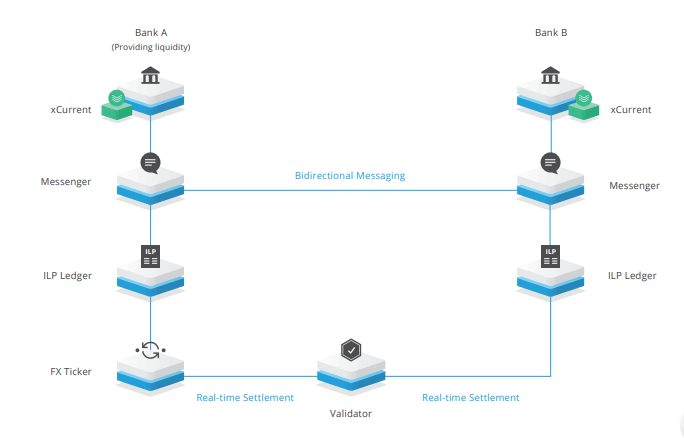 Bank A
(Providing liquidity)
Bank B
xCurrent
xCurrent
Messenger
Bidirectional Messaging
Messenger
ILP
ILP
ILP Ledger
ILP Ledger
FX Ticker
Real-time Settlement
Real-time Settlement
Validator